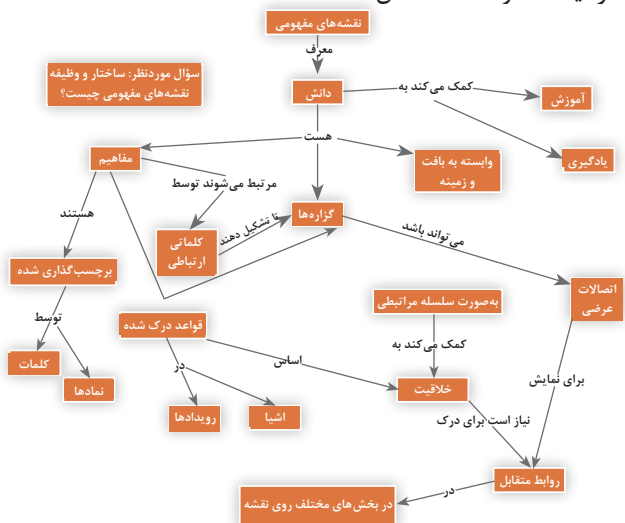 نقشه‌های مفهومی
معرف
سؤال موردنظر: ساختار و وظیفه
نقشه‌های مفهومی چیست؟
دانش
کمک می‌کند به
آموزش
یادگیری
هست
مفاهیم
وابسته به بافت
و زمینه
مرتبط می‌شوند توسط
گزاره‌ها
تا تشکیل دهند
کلماتی
ارتباطی
هستند
می‌تواند باشد
برچسب‌گذاری شده
اتصالات
عرضی
به‌صورت سلسله مراتبطی
قواعد درک شده
توسط
کمک می‌کند به
کلمات
نمادها
در
اساس
خلاقیت
برای نمایش
رویدادها
اشیا
نیاز است برای درک
روابط متقابل
در
در بخش‌های مختلف روی نقشه